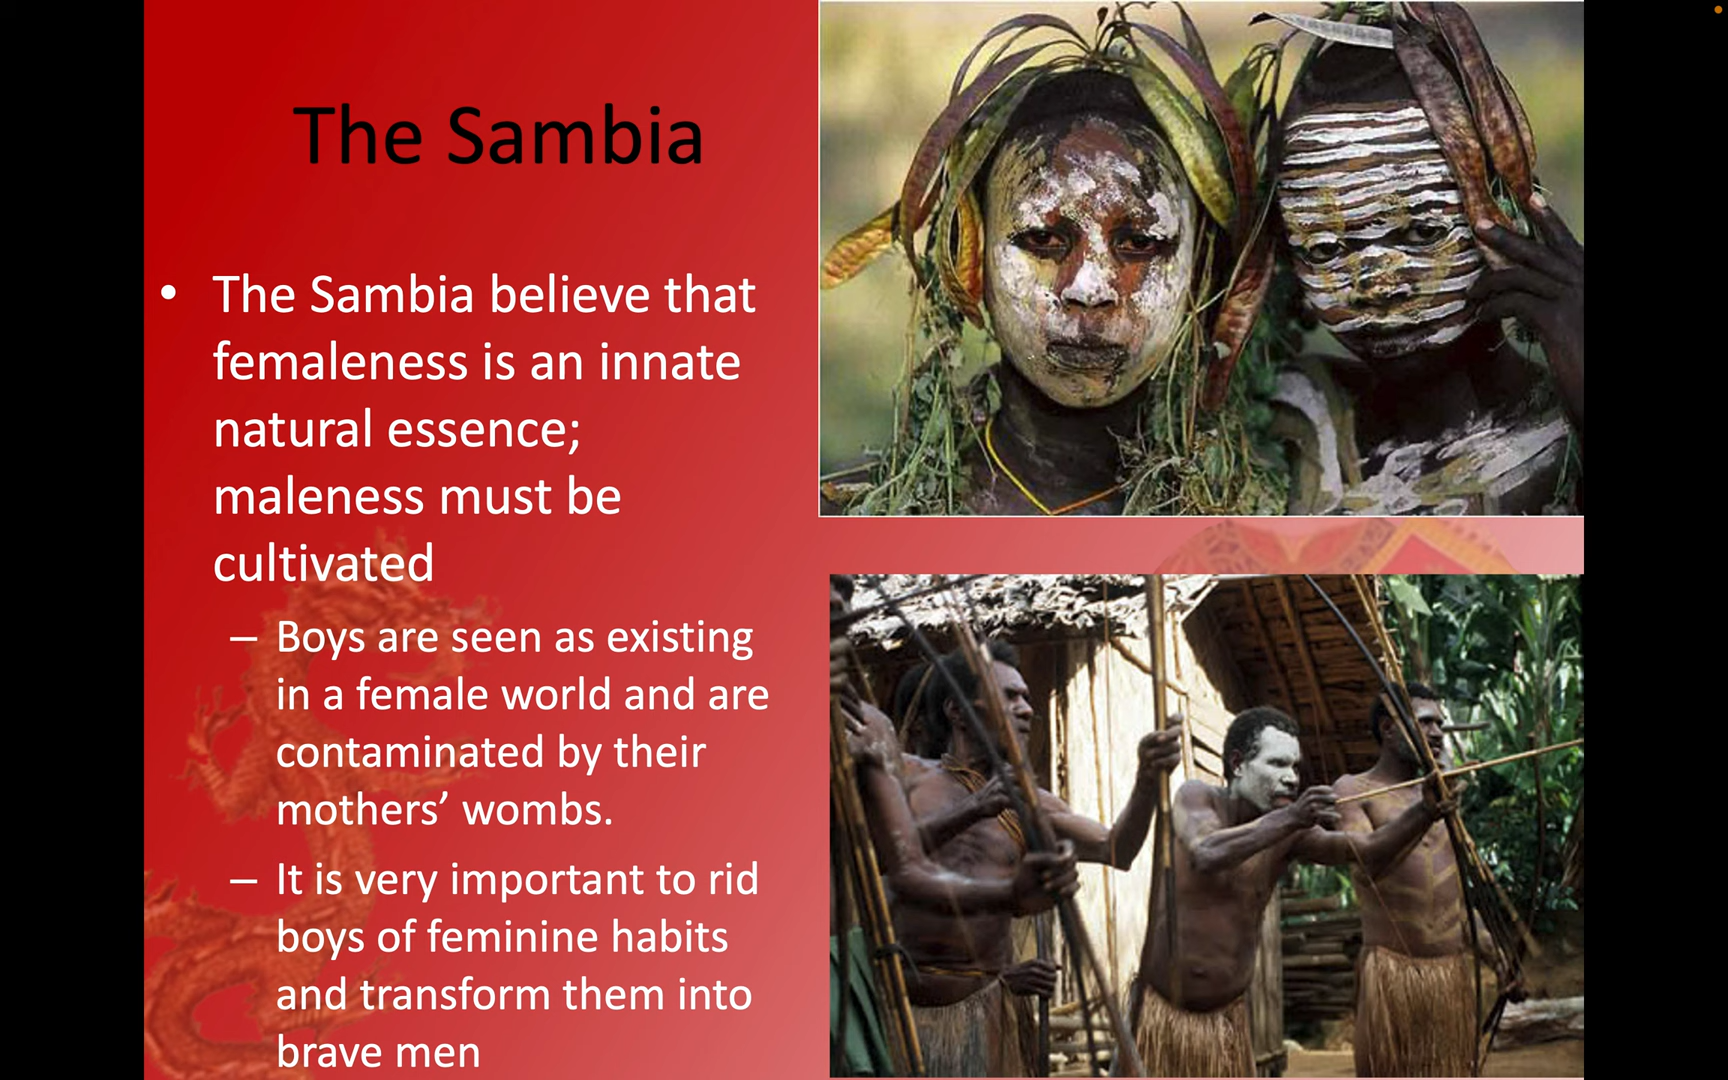 The Sambia
• The Sambia believe that
femaleness is an innate
natural essence;
maleness must be
cultivated
– Boys are seen as existing
in a female world and are
contaminated by their
mothers’ wombs.
– It is very important to rid
boys of feminine habits
and transform them into
brave men